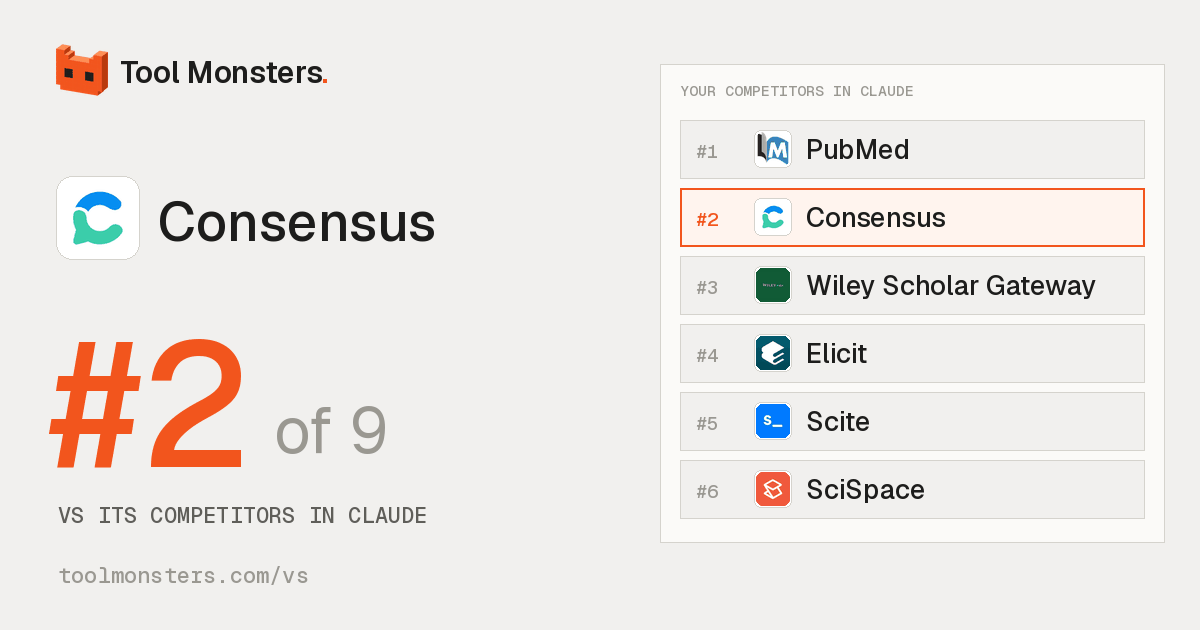 Tool Monsters.
Consensus
#2 of 9
VS ITS COMPETITORS IN CLAUDE
toolmonsters.com/vs
YOUR COMPETITORS IN CLAUDE
#1 PubMed
#2 Consensus
#3 Wiley Scholar Gateway
#4 Elicit
#5 S_ Scite
#6 SciSpace